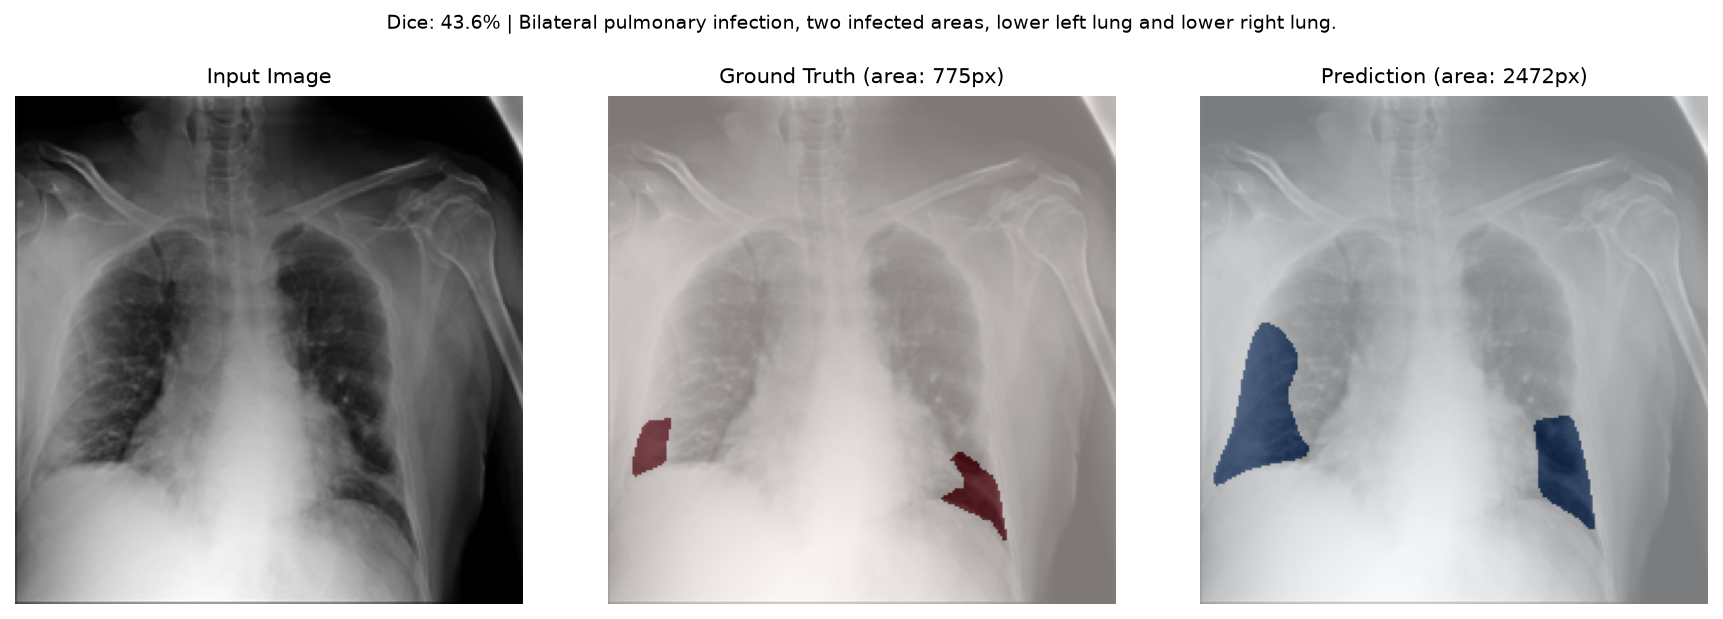 Dice: 43.6% | Bilateral pulmonary infection, two infected areas, lower left lung and lower right lung.
Input Image
Ground Truth (area: 775px)
Prediction (area: 2472px)